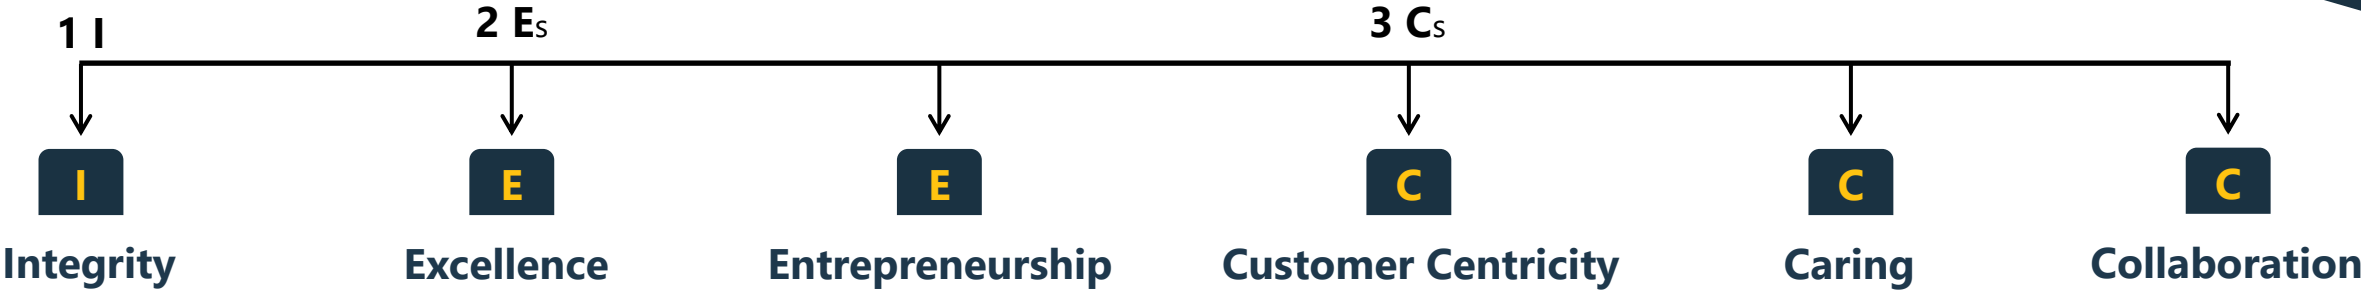 1 I 2 Es 3 Cs
I E E C C C
Integrity Excellence Entrepreneurship Customer Centricity Caring Collaboration